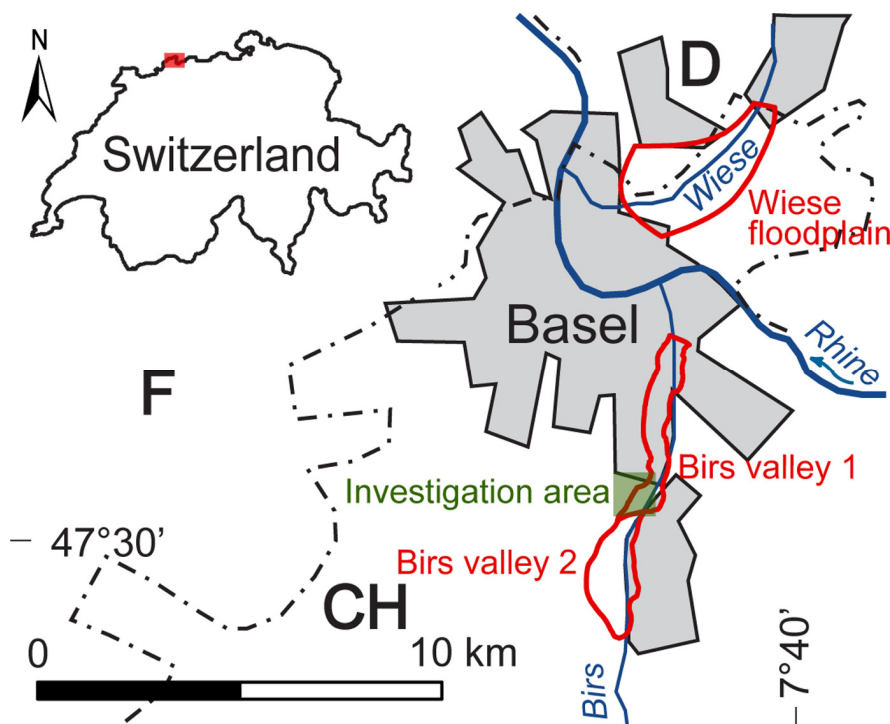 N
Switzerland
D
Wiese
Wiese
floodplain
Basel
Rhine
F
Birs valley 1
Investigation area
47°30’
Birs valley 2
CH
0
10 km
Birs
7°40’